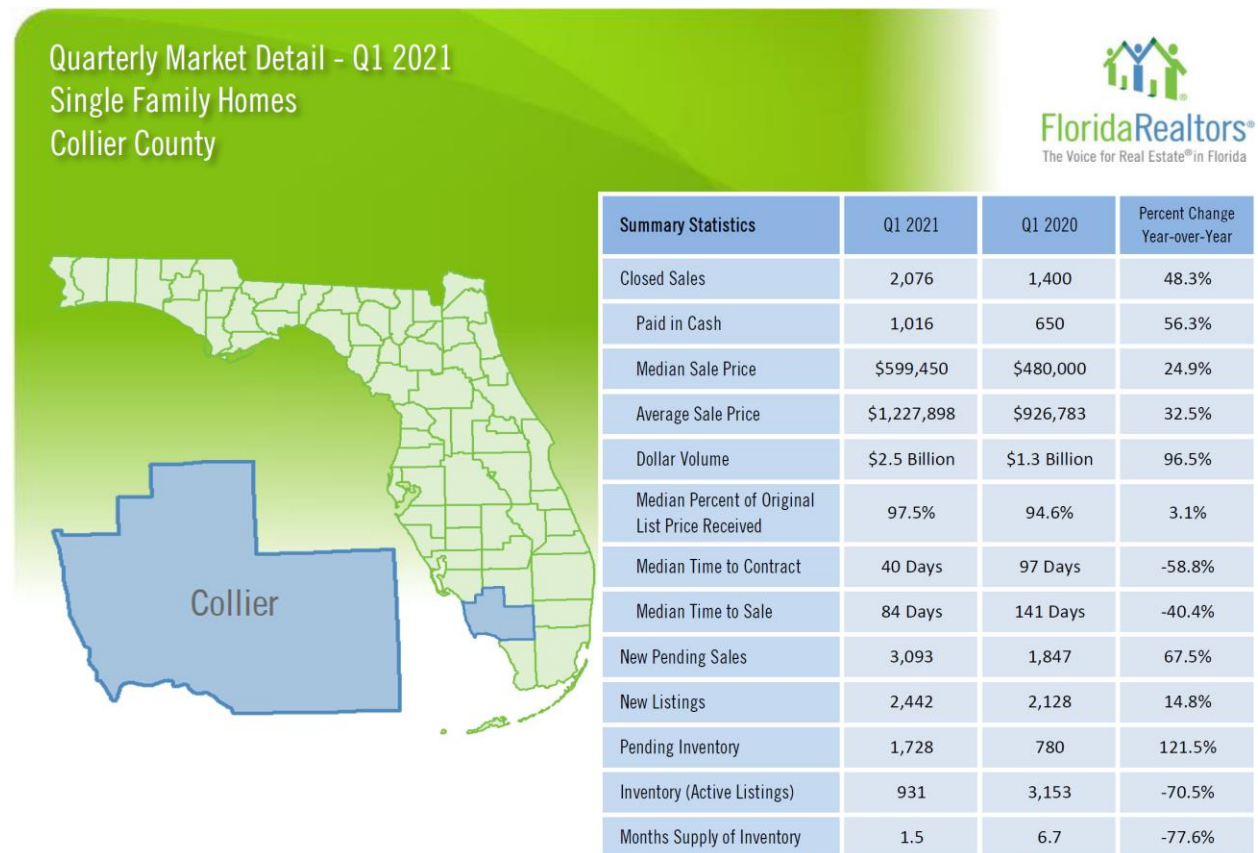 Quarterly Market Detail - Q1 2021
Single Family Homes
Collier County
FloridaRealtors®
The Voice for Real Estate® in Florida
Summary Statistics Q1 2021 Q1 2020 Percent Change
Year-over-Year
Closed Sales 2,076 1,400 48.3%
Paid in Cash 1,016 650 56.3%
Median Sale Price $599,450 $480,000 24.9%
Average Sale Price $1,227,898 $926,783 32.5%
Dollar Volume $2.5 Billion $1.3 Billion 96.5%
Median Percent of Original
List Price Received 97.5% 94.6% 3.1%
Median Time to Contract 40 Days 97 Days -58.8%
Median Time to Sale 84 Days 141 Days -40.4%
New Pending Sales 3,093 1,847 67.5%
New Listings 2,442 2,128 14.8%
Pending Inventory 1,728 780 121.5%
Inventory (Active Listings) 931 3,153 -70.5%
Months Supply of Inventory 1.5 6.7 -77.6%
Collier